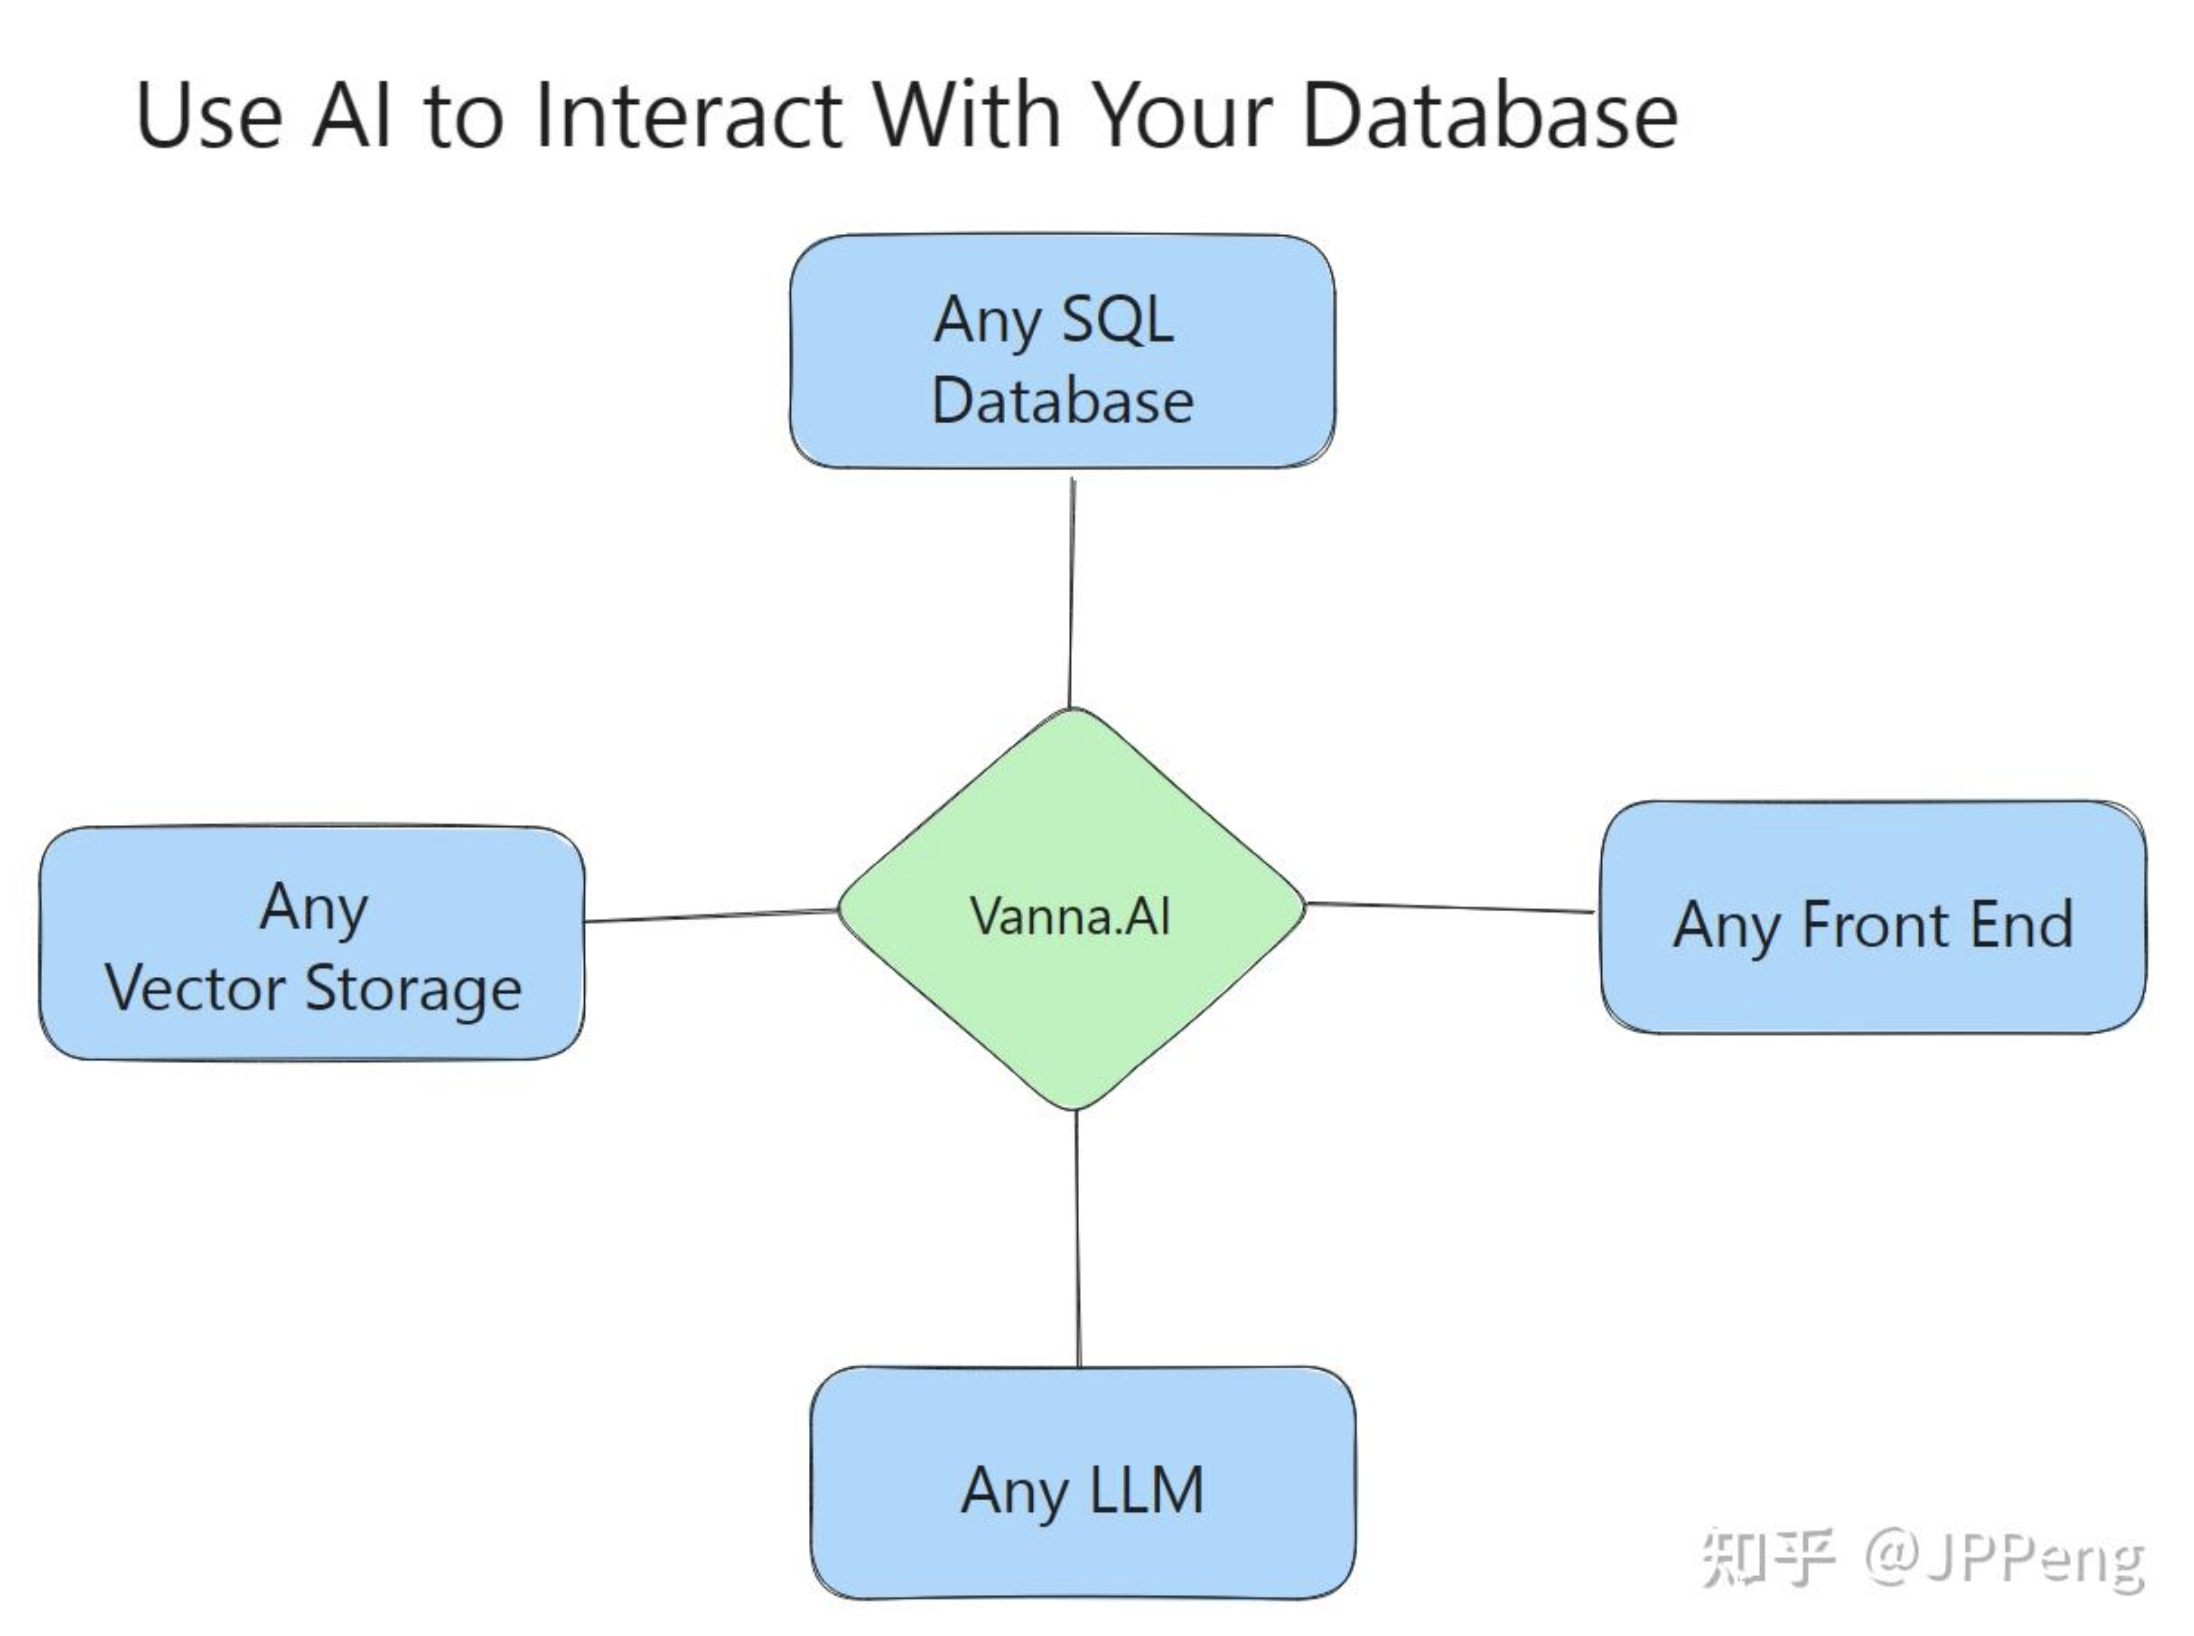 Use AI to Interact With Your Database
Any SQL
Database
Any
Vector Storage
Vanna.AI
Any Front End
Any LLM
知乎 @JPPeng